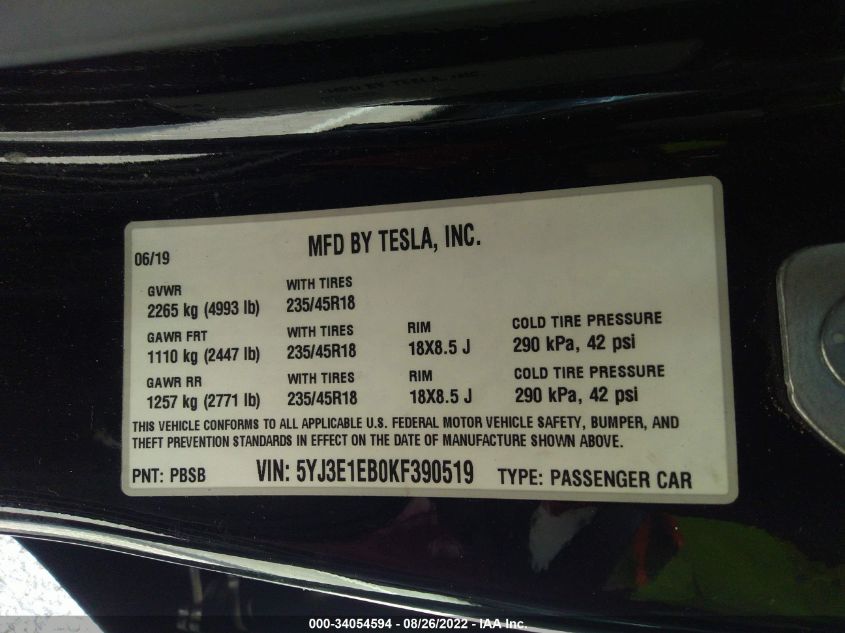 MFD BY TESLA, INC.
06/19
GVWR WITH TIRES
2265 kg (4993 lb) 235/45R18
GAWR FRT WITH TIRES RIM COLD TIRE PRESSURE
1110 kg (2447 lb) 235/45R18 18X8.5 J 290 kPa, 42 psi
GAWR RR WITH TIRES RIM COLD TIRE PRESSURE
1257 kg (2771 lb) 235/45R18 18X8.5 J 290 kPa, 42 psi
THIS VEHICLE CONFORMS TO ALL APPLICABLE U.S. FEDERAL MOTOR VEHICLE SAFETY, BUMPER, AND
THEFT PREVENTION STANDARDS IN EFFECT ON THE DATE OF MANUFACTURE SHOWN ABOVE.
PNT: PBSB VIN: 5YJ3E1EB0KF390519 TYPE: PASSENGER CAR
000-34054594 - 08/26/2022 - IAA Inc.